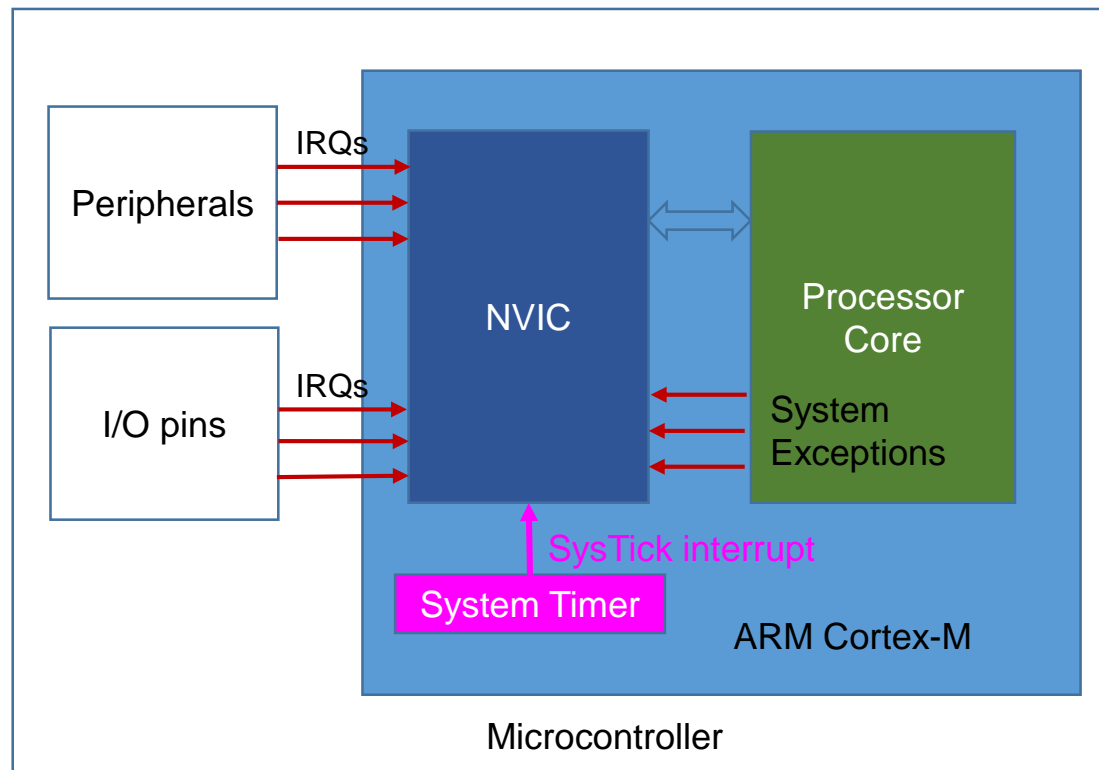 IRQs
Peripherals
NVIC
Processor
Core
IRQs
I/O pins
System
Exceptions
SysTick interrupt
System Timer
ARM Cortex-M
Microcontroller